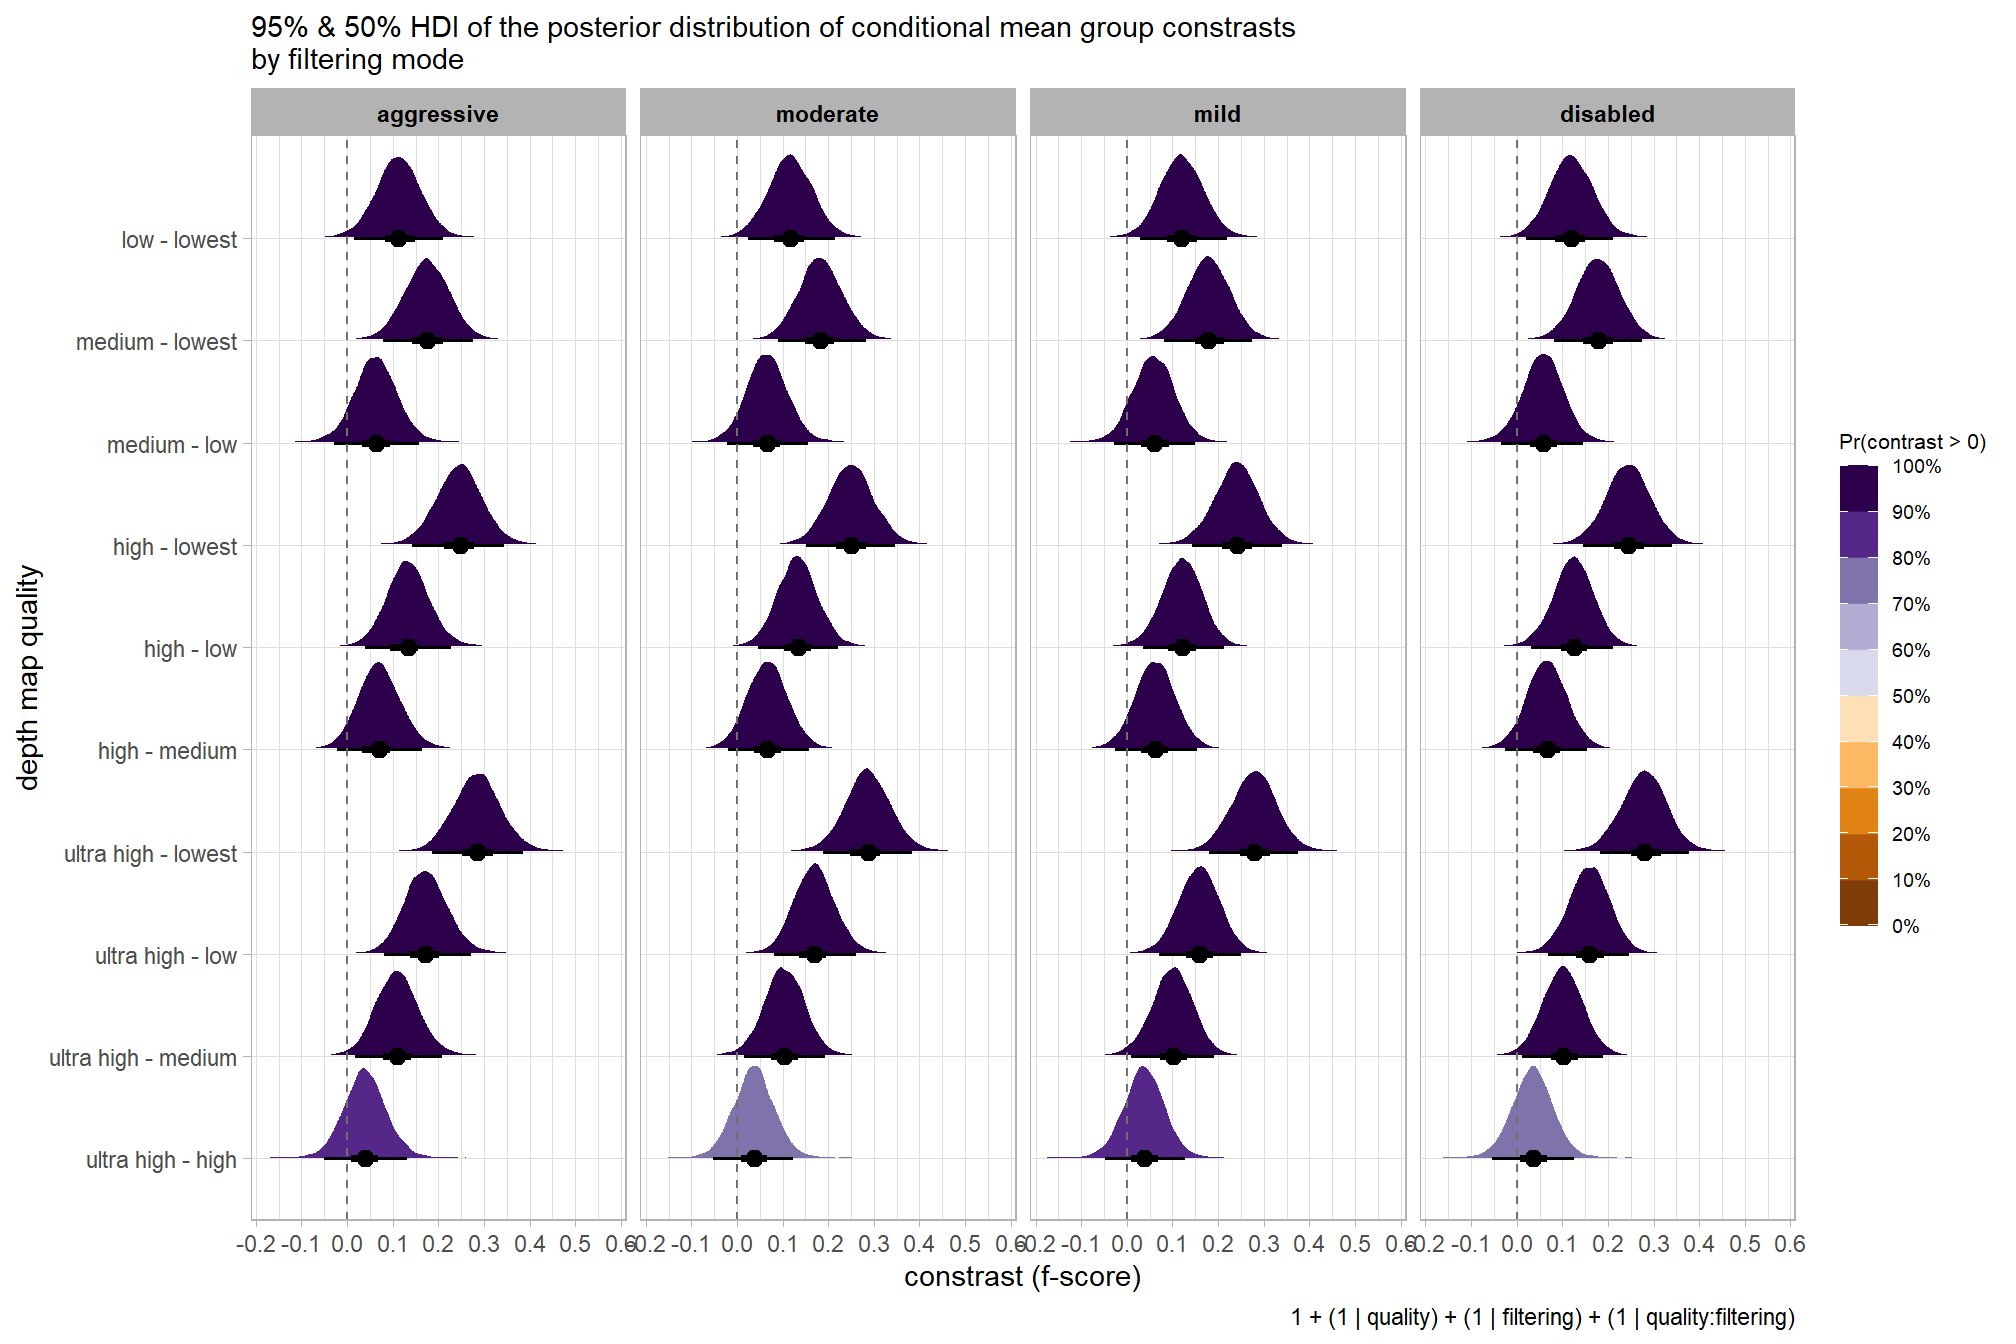 95% & 50% HDI of the posterior distribution of conditional mean group constrasts
by filtering mode
aggressive
moderate
mild
disabled
depth map quality
low - lowest
medium - lowest
medium - low
high - lowest
high - low
high - medium
ultra high - lowest
ultra high - low
ultra high - medium
ultra high - high
-0.2 -0.1 0.0 0.1 0.2 0.3 0.4 0.5 0.6
-0.2 -0.1 0.0 0.1 0.2 0.3 0.4 0.5 0.6
-0.2 -0.1 0.0 0.1 0.2 0.3 0.4 0.5 0.6
-0.2 -0.1 0.0 0.1 0.2 0.3 0.4 0.5 0.6
constrast (f-score)
Pr(contrast > 0)
100%
90%
80%
70%
60%
50%
40%
30%
20%
10%
0%
1 + (1 | quality) + (1 | filtering) + (1 | quality:filtering)